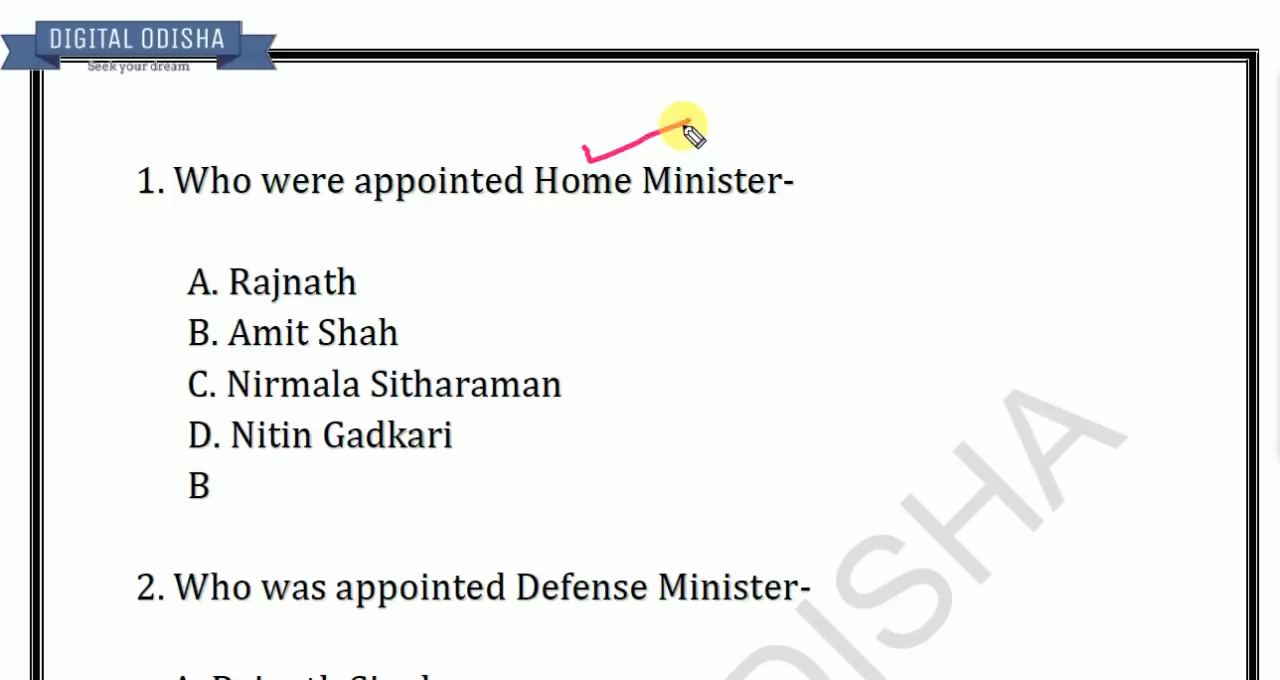 DIGITAL ODISHA
Seek your dream
1. Who were appointed Home Minister-
A. Rajnath
B. Amit Shah
C. Nirmala Sitharaman
D. Nitin Gadkari
B
2. Who was appointed Defense Minister-
DISHA